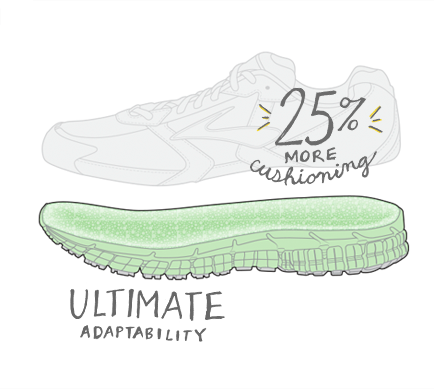 25%
MORE
cushioning
ULTIMATE
ADAPTABILITY